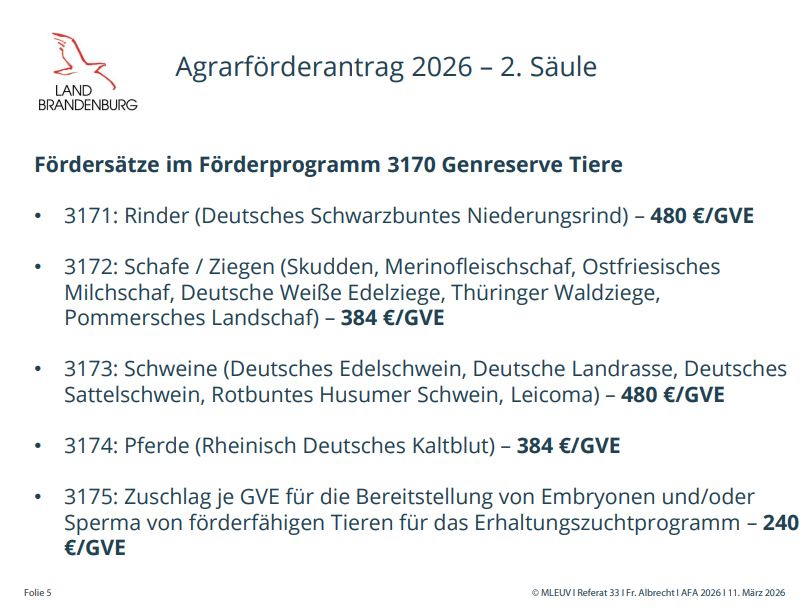 LAND
BRANDENBURG
Agrarförderantrag 2026 – 2. Säule
Fördersätze im Förderprogramm 3170 Genreserve Tiere
• 3171: Rinder (Deutsches Schwarzbuntes Niederungsrind) – 480 €/GVE
• 3172: Schafe / Ziegen (Skudden, Merinofleischschaf, Ostfriesisches
Milchschaf, Deutsche Weiße Edelziege, Thüringer Waldziege,
Pommersches Landschaf) – 384 €/GVE
• 3173: Schweine (Deutsches Edelschwein, Deutsche Landrasse, Deutsches
Sattelschwein, Rotbuntes Husumer Schwein, Leicoma) – 480 €/GVE
• 3174: Pferde (Rheinisch Deutsches Kaltblut) – 384 €/GVE
• 3175: Zuschlag je GVE für die Bereitstellung von Embryonen und/oder
Sperma von förderfähigen Tieren für das Erhaltungszuchtprogramm – 240
€/GVE
Folie 5
© MLEUV I Referat 33 I Fr. Albrecht I AFA 2026 I 11. März 2026